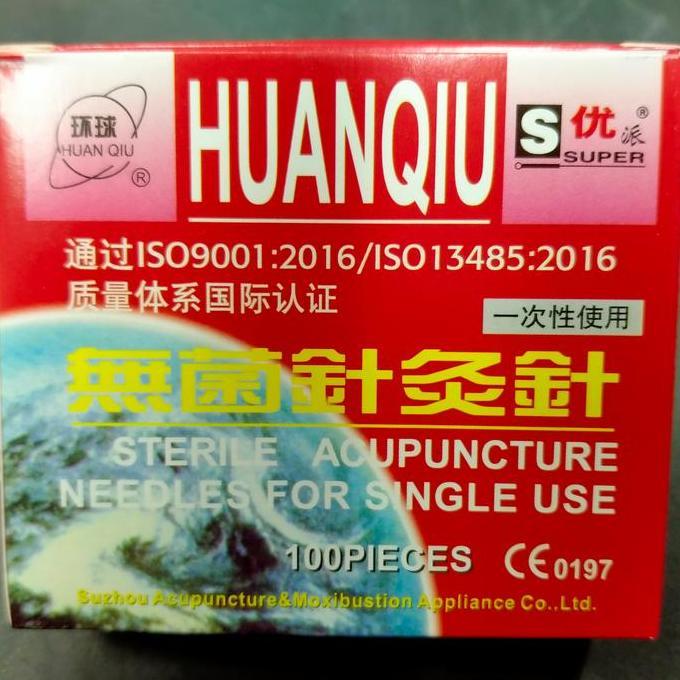 环球
HUAN QIU
®
HUANQIU
S 优派®
SUPER
通过ISO9001:2016/ISO13485:2016
质量体系国际认证
一次性使用
無菌針灸針
STERILE ACUPUNCTURE
NEEDLES FOR SINGLE USE
100PIECES CE0197
Suzhou Acupuncture&Moxibustion Appliance Co.,Ltd.